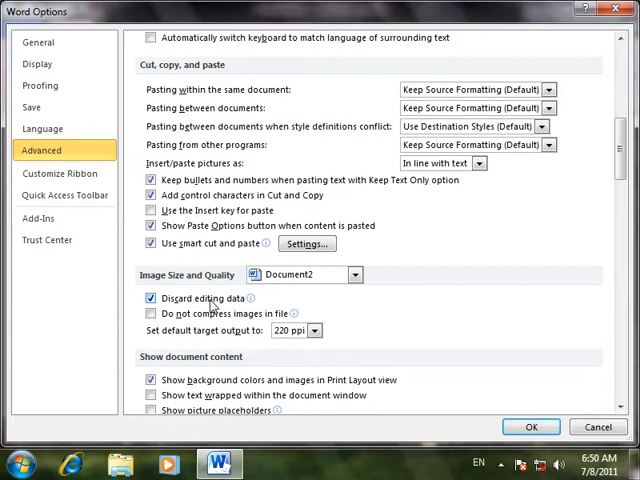 Word Options
General
Display
Proofing
Save
Language
Advanced
Customize Ribbon
Quick Access Toolbar
Add-Ins
Trust Center
Automatically switch keyboard to match language of surrounding text
Cut, copy, and paste
Pasting within the same document: Keep Source Formatting (Default)
Pasting between documents: Keep Source Formatting (Default)
Pasting between documents when style definitions conflict: Use Destination Styles (Default)
Pasting from other programs: Keep Source Formatting (Default)
Insert/paste pictures as: In line with text
Keep bullets and numbers when pasting text with Keep Text Only option
Add control characters in Cut and Copy
Use the Insert key for paste
Show Paste Options button when content is pasted
Use smart cut and paste Settings...
Image Size and Quality Document2
Discard editing data
Do not compress images in file
Set default target output to: 220 ppi
Show document content
Show background colors and images in Print Layout view
Show text wrapped within the document window
Show picture placeholders
OK Cancel
EN 6:50 AM
7/8/2011